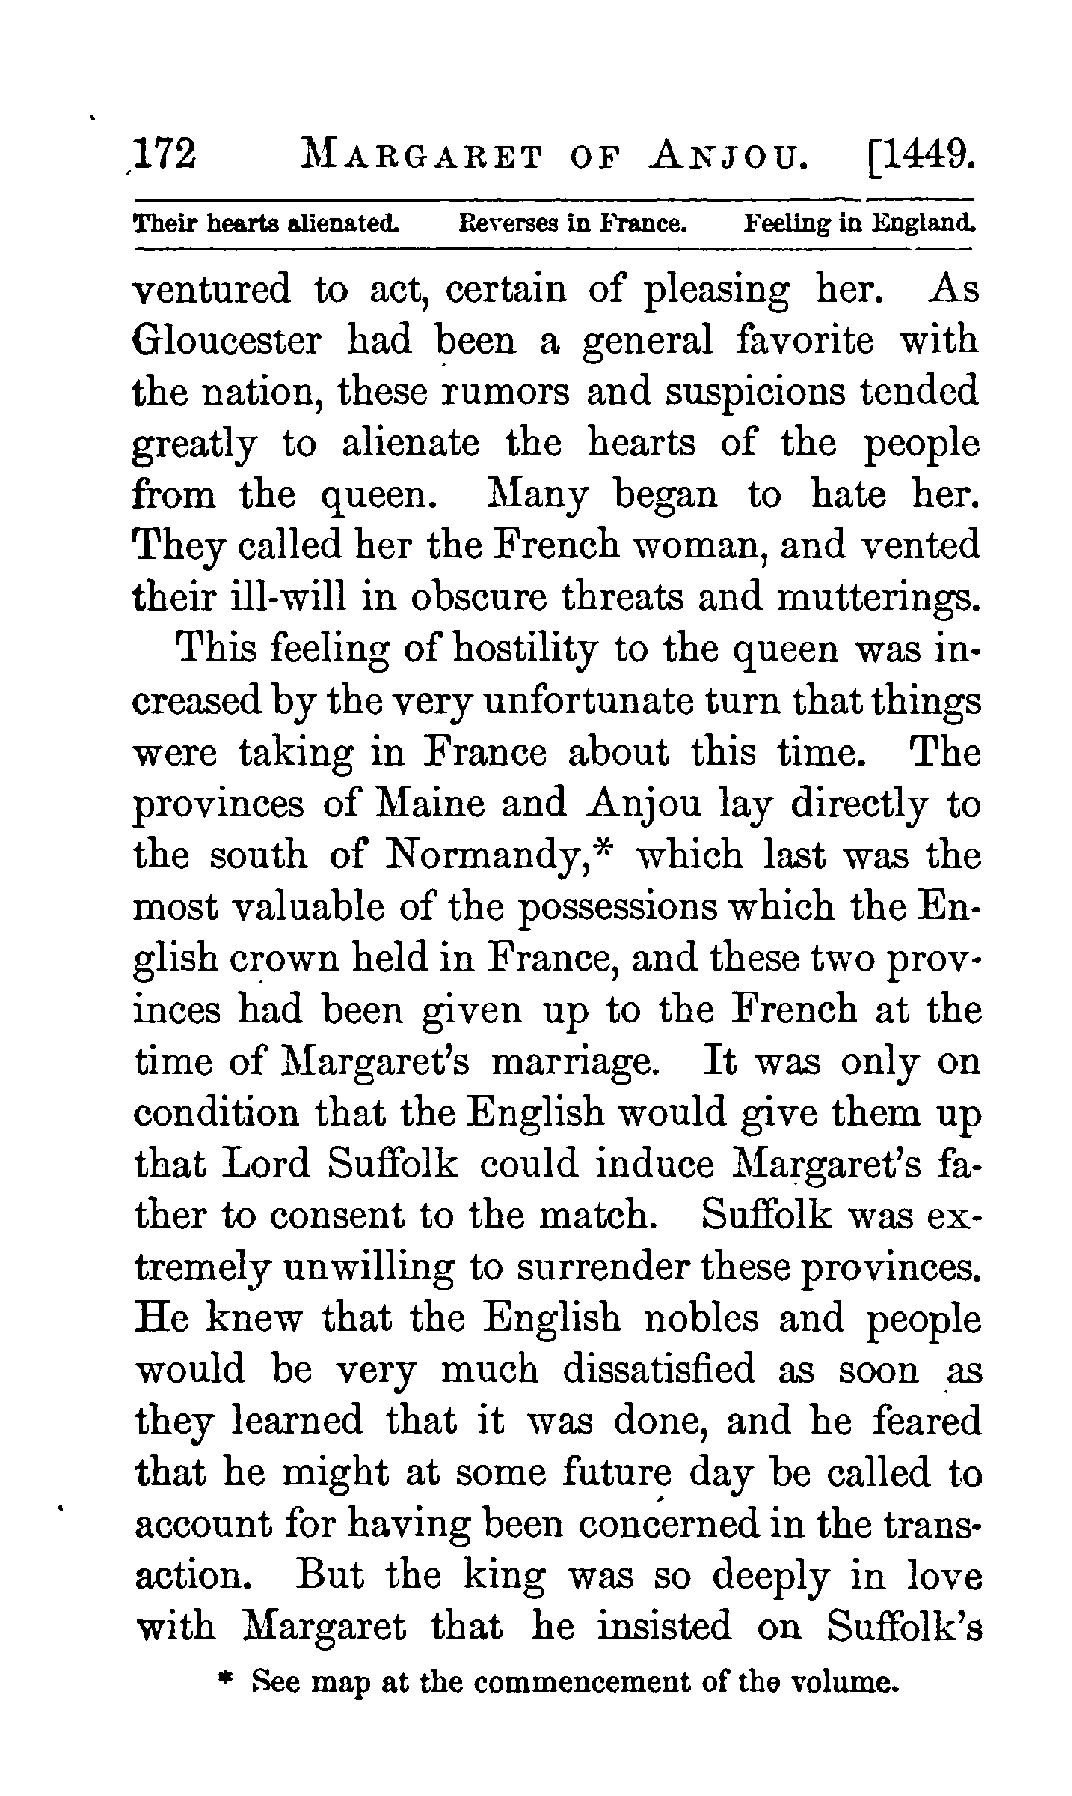 172 MARGARET OF ANJOU. [1449.
Their hearts alienated. Reverses in France. Feeling in England.
ventured to act, certain of pleasing her. As
Gloucester had been a general favorite with
the nation, these rumors and suspicions tended
greatly to alienate the hearts of the people
from the queen. Many began to hate her.
They called her the French woman, and vented
their ill-will in obscure threats and mutterings.
This feeling of hostility to the queen was in-
creased by the very unfortunate turn that things
were taking in France about this time. The
provinces of Maine and Anjou lay directly to
the south of Normandy,* which last was the
most valuable of the possessions which the En-
glish crown held in France, and these two prov-
inces had been given up to the French at the
time of Margaret's marriage. It was only on
condition that the English would give them up
that Lord Suffolk could induce Margaret's fa-
ther to consent to the match. Suffolk was ex-
tremely unwilling to surrender these provinces.
He knew that the English nobles and people
would be very much dissatisfied as soon as
they learned that it was done, and he feared
that he might at some future day be called to
account for having been concerned in the trans-
action. But the king was so deeply in love
with Margaret that he insisted on Suffolk's
* See map at the commencement of the volume.